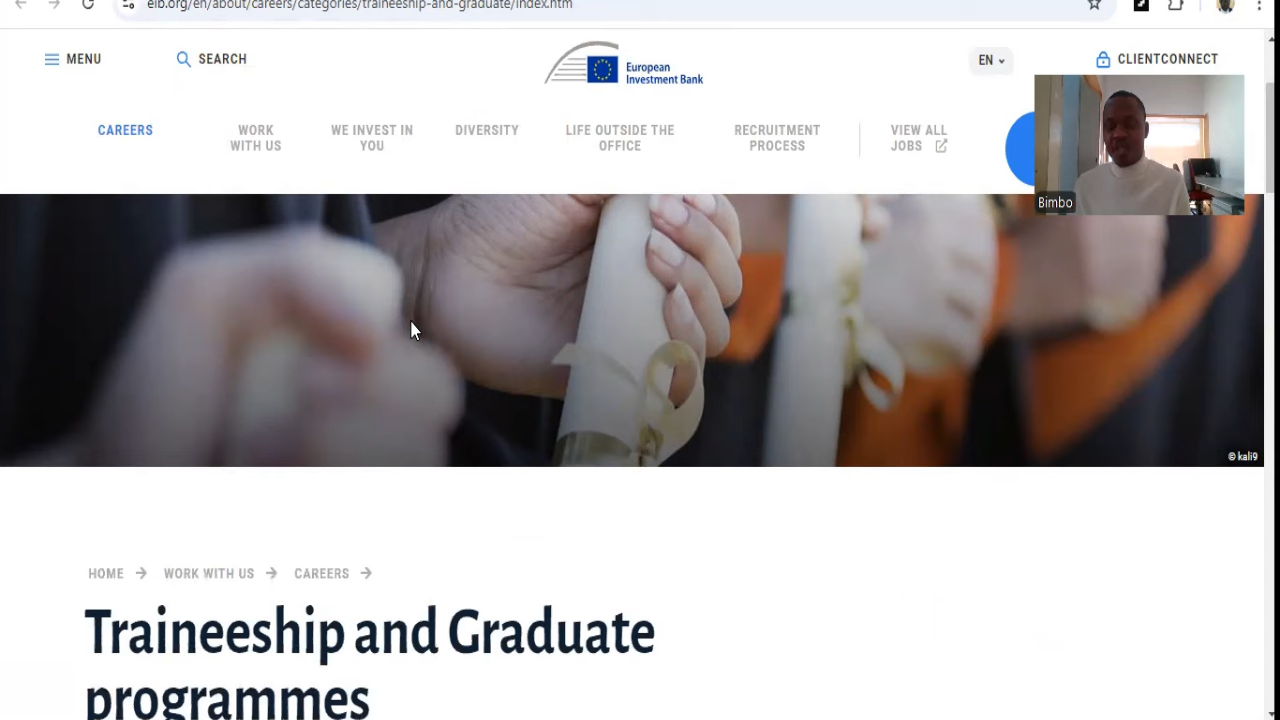 eib.org/en/about/careers/categories/traineeship-and-graduate/index.htm
MENU
SEARCH
European
Investment Bank
EN
CLIENTCONNECT
CAREERS
WORK
WITH US
WE INVEST IN
YOU
DIVERSITY
LIFE OUTSIDE THE
OFFICE
RECRUITMENT
PROCESS
VIEW ALL
JOBS
Bimbo
© kali9
HOME
WORK WITH US
CAREERS
Traineeship and Graduate
programmes